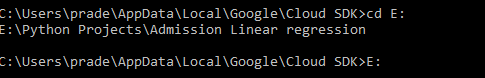 C:\Users\prade\AppData\Local\Google\Cloud SDK>cd E:
E:\Python Projects\Admission Linear regression
C:\Users\prade\AppData\Local\Google\Cloud SDK>E: